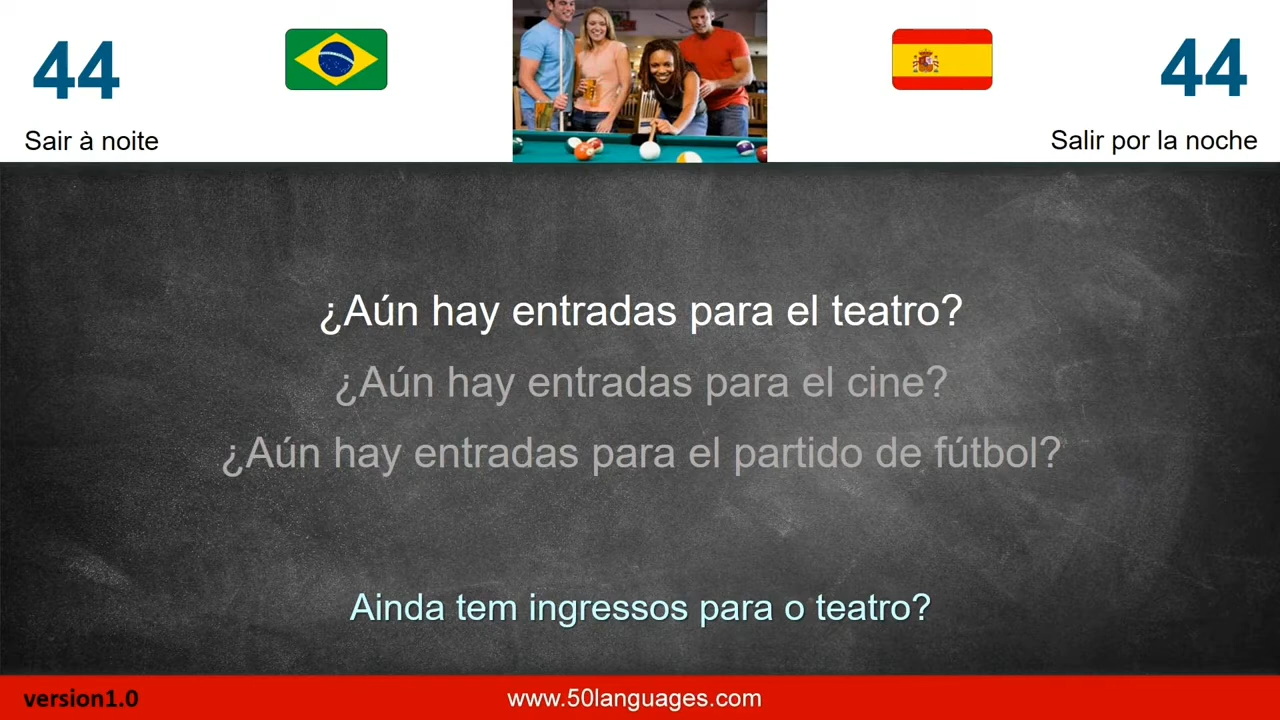 44
44
Sair à noite
Salir por la noche
¿Aún hay entradas para el teatro?
¿Aún hay entradas para el cine?
¿Aún hay entradas para el partido de fútbol?
Ainda tem ingressos para o teatro?
version1.0
www.50languages.com